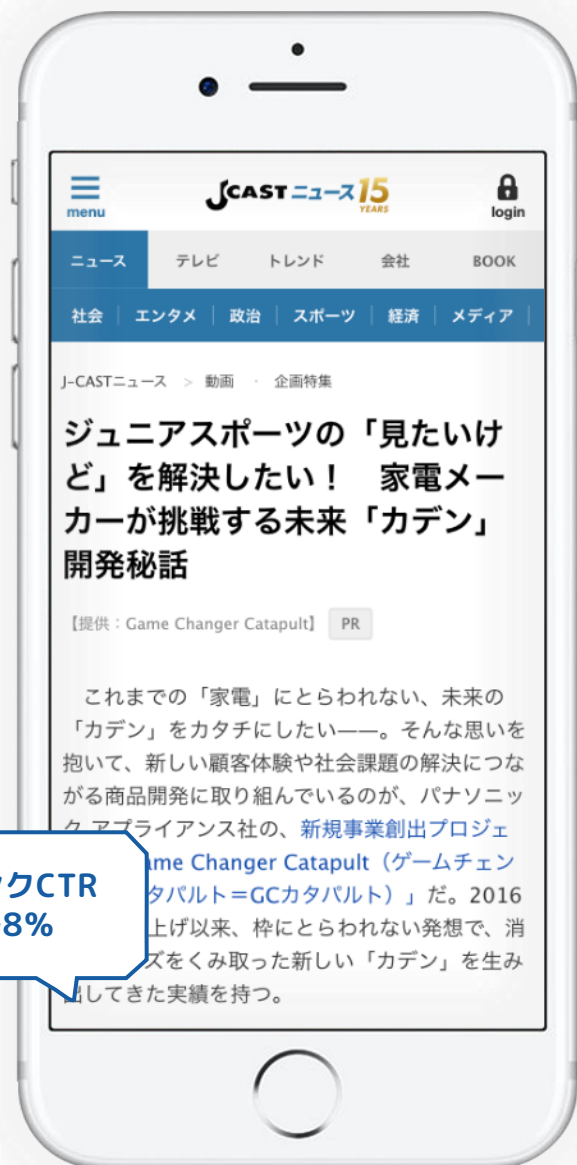 menu
J-CAST ニュース 15 YEARS
login
ニュース テレビ トレンド 会社 BOOK
社会 エンタメ 政治 スポーツ 経済 メディア
J-CASTニュース > 動画 · 企画特集
ジュニアスポーツの「見たいけ
ど」を解決したい！ 家電メー
カーが挑戦する未来「カデン」
開発秘話
【提供：Game Changer Catapult】 PR
これまでの「家電」にとらわれない、未来の
「カデン」をカタチにしたい――。そんな思いを
抱いて、新しい顧客体験や社会課題の解決につな
がる商品開発に取り組んでいるのが、パナソニッ
ク アプライアンス社の、新規事業創出プロジェ
ame Changer Catapult（ゲームチェン
タパルト＝GCカタパルト）」だ。2016
上げ以来、枠にとらわれない発想で、消
ズをくみ取った新しい「カデン」を生み
出してきた実績を持つ。
クCTR
8%